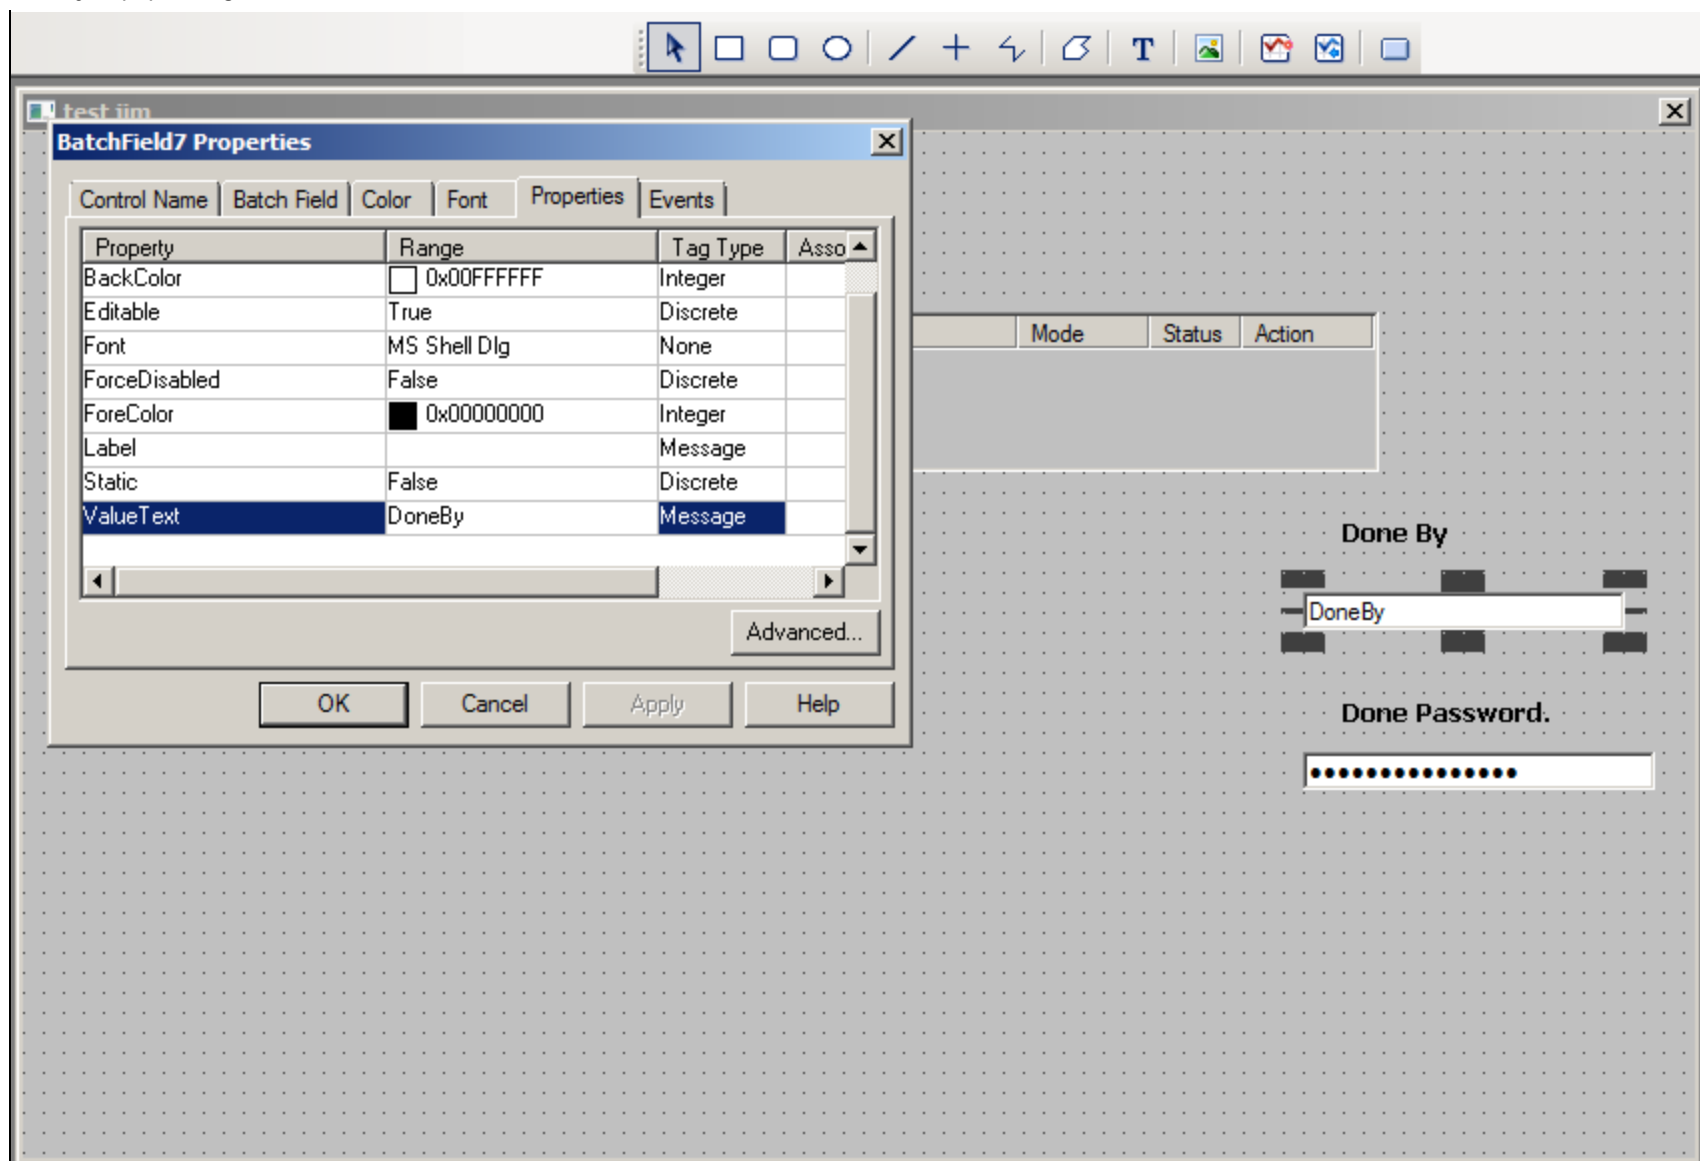 T
test jim
BatchField7 Properties
Control Name Batch Field Color Font Properties Events
Property Range Tag Type Asso
BackColor 0x00FFFFFF Integer
Editable True Discrete
Font MS Shell Dlg None
ForceDisabled False Discrete
ForeColor 0x00000000 Integer
Label Message
Static False Discrete
ValueText DoneBy Message
Advanced...
OK Cancel Apply Help
Mode Status Action
Done By
DoneBy
Done Password.